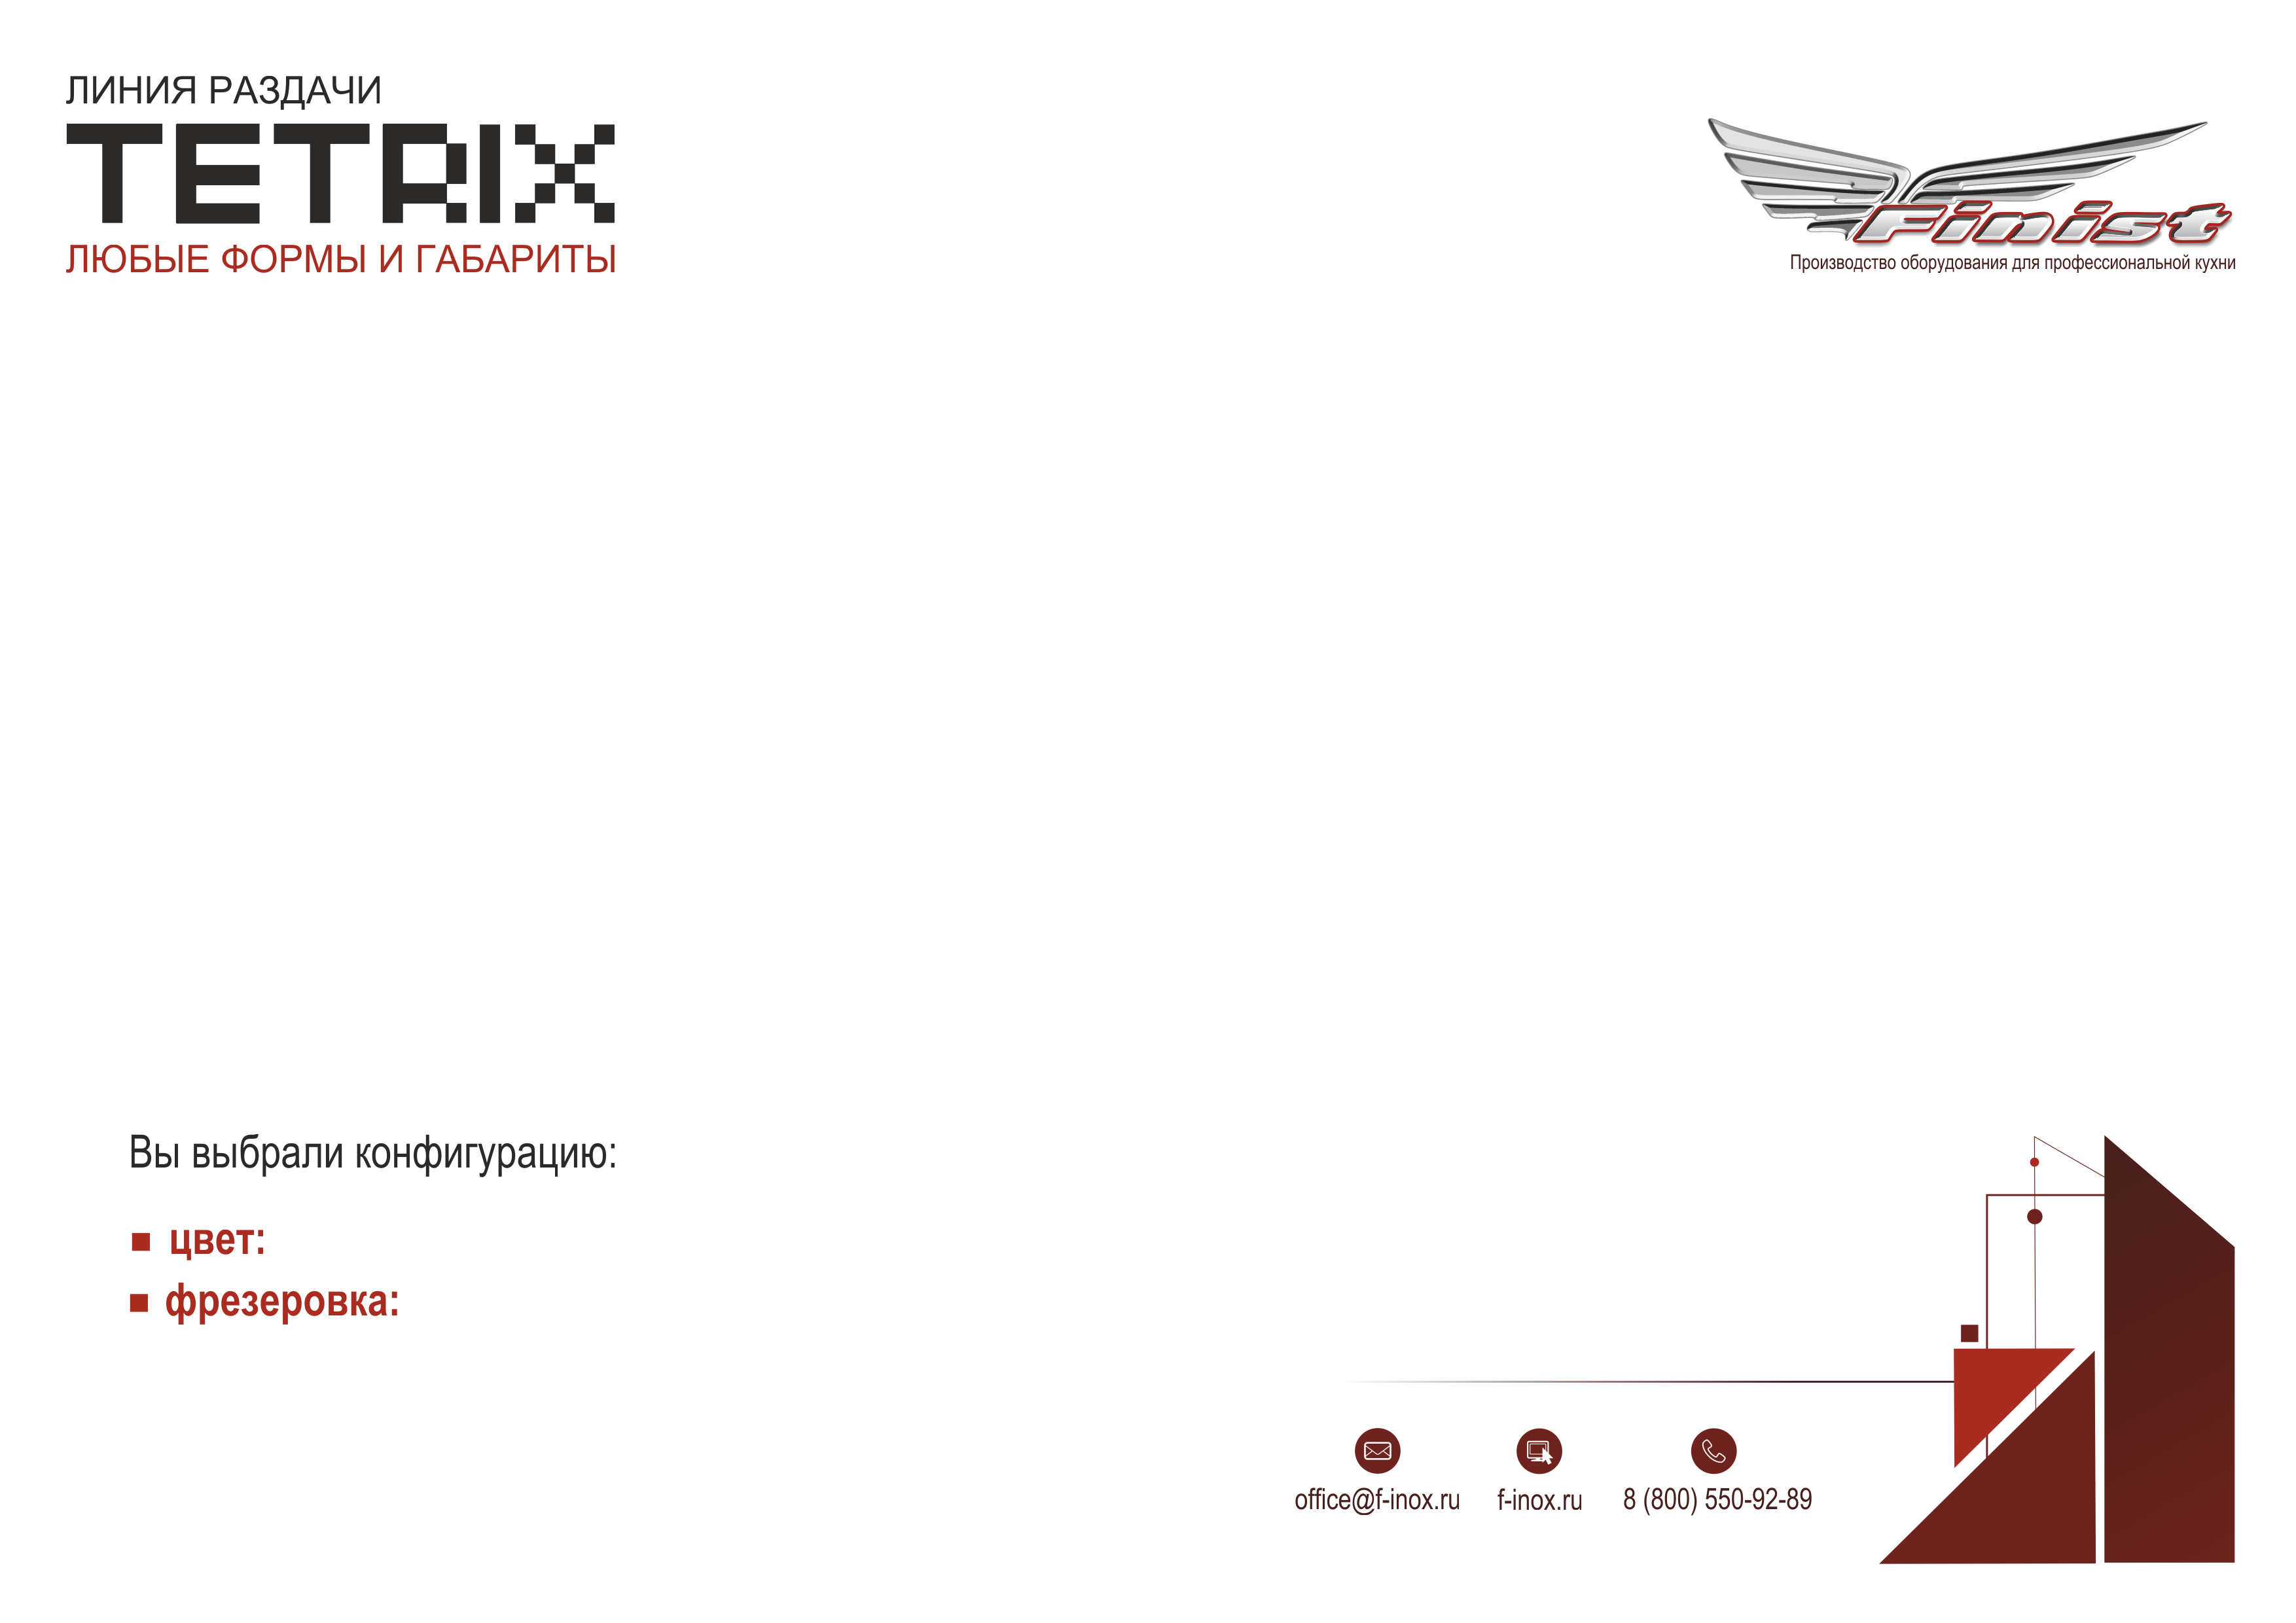 ЛИНИЯ РАЗДАЧИ
TETRIX
ЛЮБЫЕ ФОРМЫ И ГАБАРИТЫ
Finist
Производство оборудования для профессиональной кухни
Вы выбрали конфигурацию:
цвет:
фрезеровка:
office@f-inox.ru
f-inox.ru
8 (800) 550-92-89